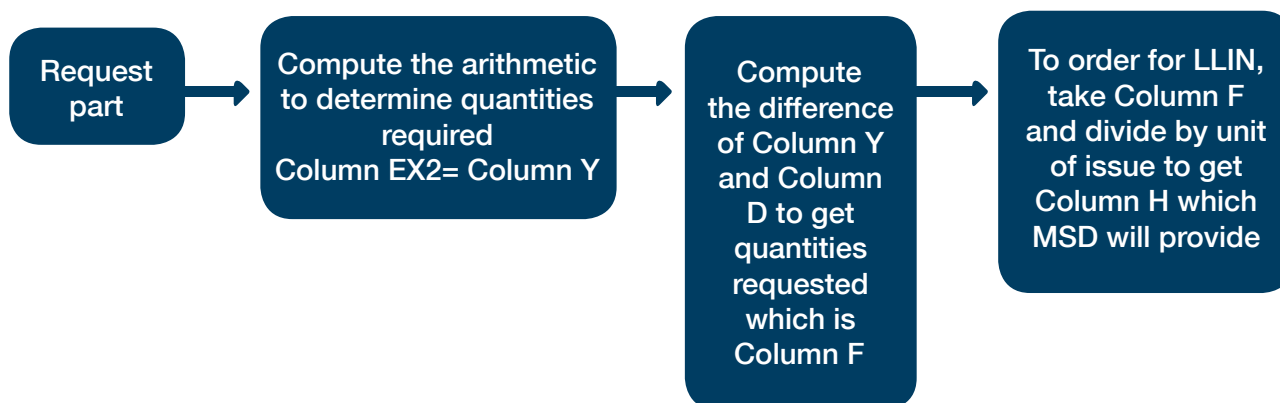 Request
part
Compute the arithmetic
to determine quantities
required
Column EX2= Column Y
Compute
the difference
of Column Y
and Column
D to get
quantities
requested
which is
Column F
To order for LLIN,
take Column F
and divide by unit
of issue to get
Column H which
MSD will provide